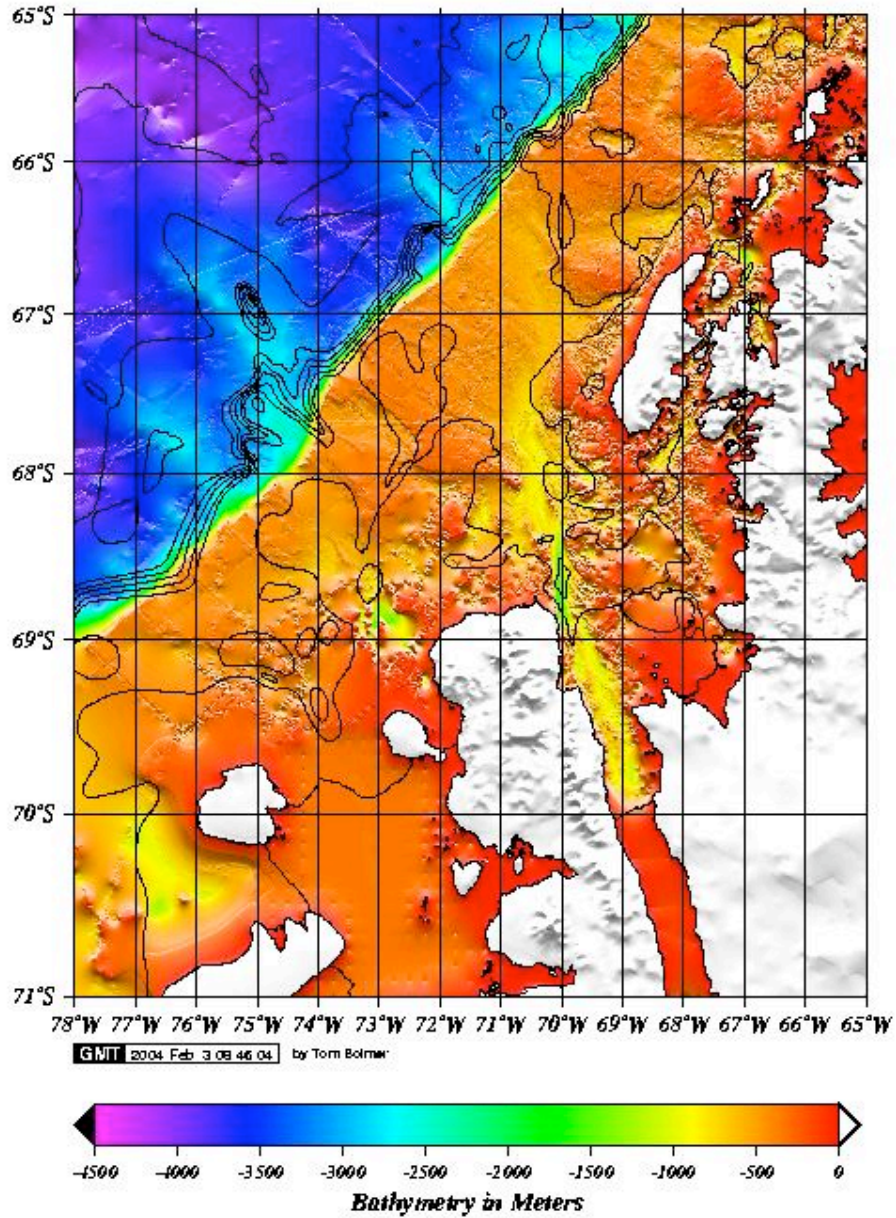 65°S
66°S
67°S
68°S
69°S
70°S
71°S
78°W 77°W 76°W 75°W 74°W 73°W 72°W 71°W 70°W 69°W 68°W 67°W 66°W 65°W
GMT 2004 Feb 3 09 46 04 by Tom Bolmer
-4500 -4000 -3500 -3000 -2500 -2000 -1500 -1000 -500 0
Bathymetry in Meters